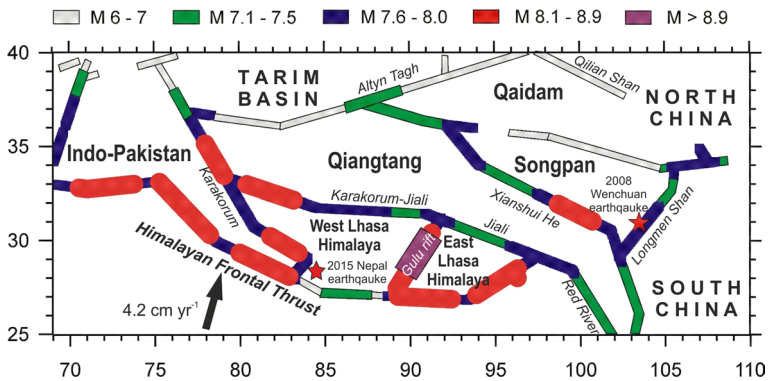 M 6 - 7 M 7.1 - 7.5 M 7.6 - 8.0 M 8.1 - 8.9 M > 8.9
40
35
30
25
TARIM
BASIN
Altyn Tagh
Qaidam
Qilian Shan
NORTH
CHINA
Indo-Pakistan
Qiangtang
Songpan
Karakorum
Karakorum-Jiali
Xianshui He
2008
Wenchuan
earthqauke
Longmen Shan
Himalayan Frontal Thrust
West Lhasa
Himalaya
Gulu rift
East
Lhasa
Himalaya
Jiali
2015 Nepal
earthqauke
4.2 cm yr-1
Red River
SOUTH
CHINA
70 75 80 85 90 95 100 105 110